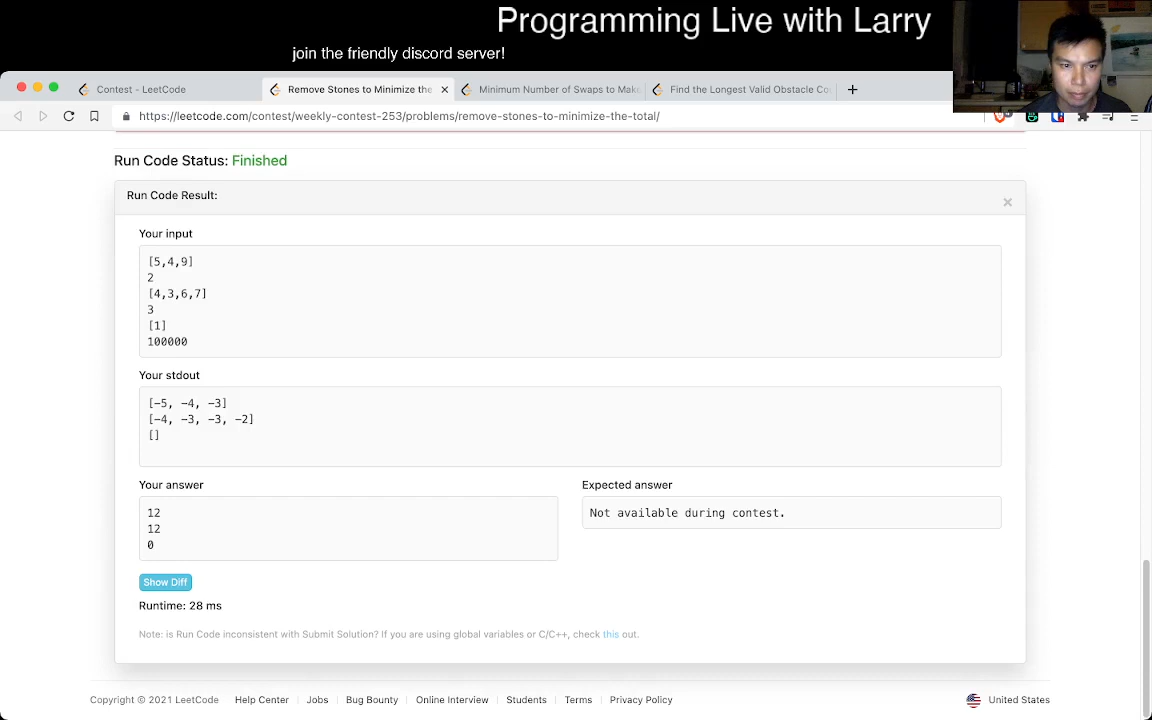 Programming Live with Larry
join the friendly discord server!
Contest - LeetCode
Remove Stones to Minimize the
Minimum Number of Swaps to Make
Find the Longest Valid Obstacle Co
https://leetcode.com/contest/weekly-contest-253/problems/remove-stones-to-minimize-the-total/
Run Code Status: Finished
Run Code Result:
Your input
[5,4,9]
2
[4,3,6,7]
3
[1]
100000
Your stdout
[-5, -4, -3]
[-4, -3, -3, -2]
[]
Your answer
Expected answer
12
12
0
Not available during contest.
Show Diff
Runtime: 28 ms
Note: is Run Code inconsistent with Submit Solution? If you are using global variables or C/C++, check this out.
Copyright © 2021 LeetCode Help Center Jobs Bug Bounty Online Interview Students Terms Privacy Policy United States